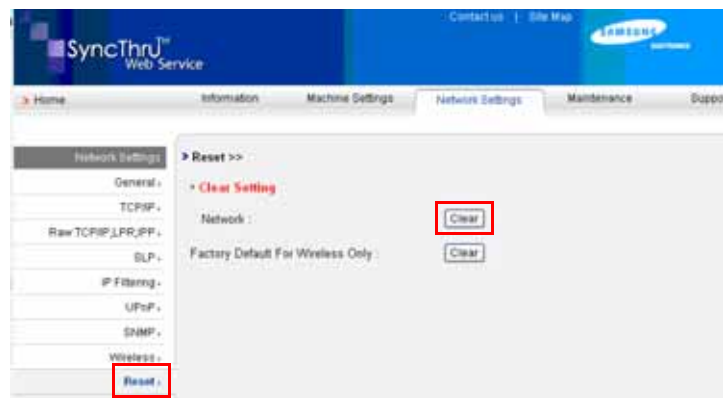 Contact us | Site Map
SAMSUNG
ELECTRONICS
SyncThru™
Web Service
> Home
Information
Machine Settings
Network Settings
Maintenance
Suppo
Network Settings
General
TCP/IP
Raw TCP/IP,LPR,IPP
SLP
IP Filtering
UPnP
SNMP
Wireless
Reset
Reset >>
Clear Setting
Network : Clear
Factory Default For Wireless Only : Clear